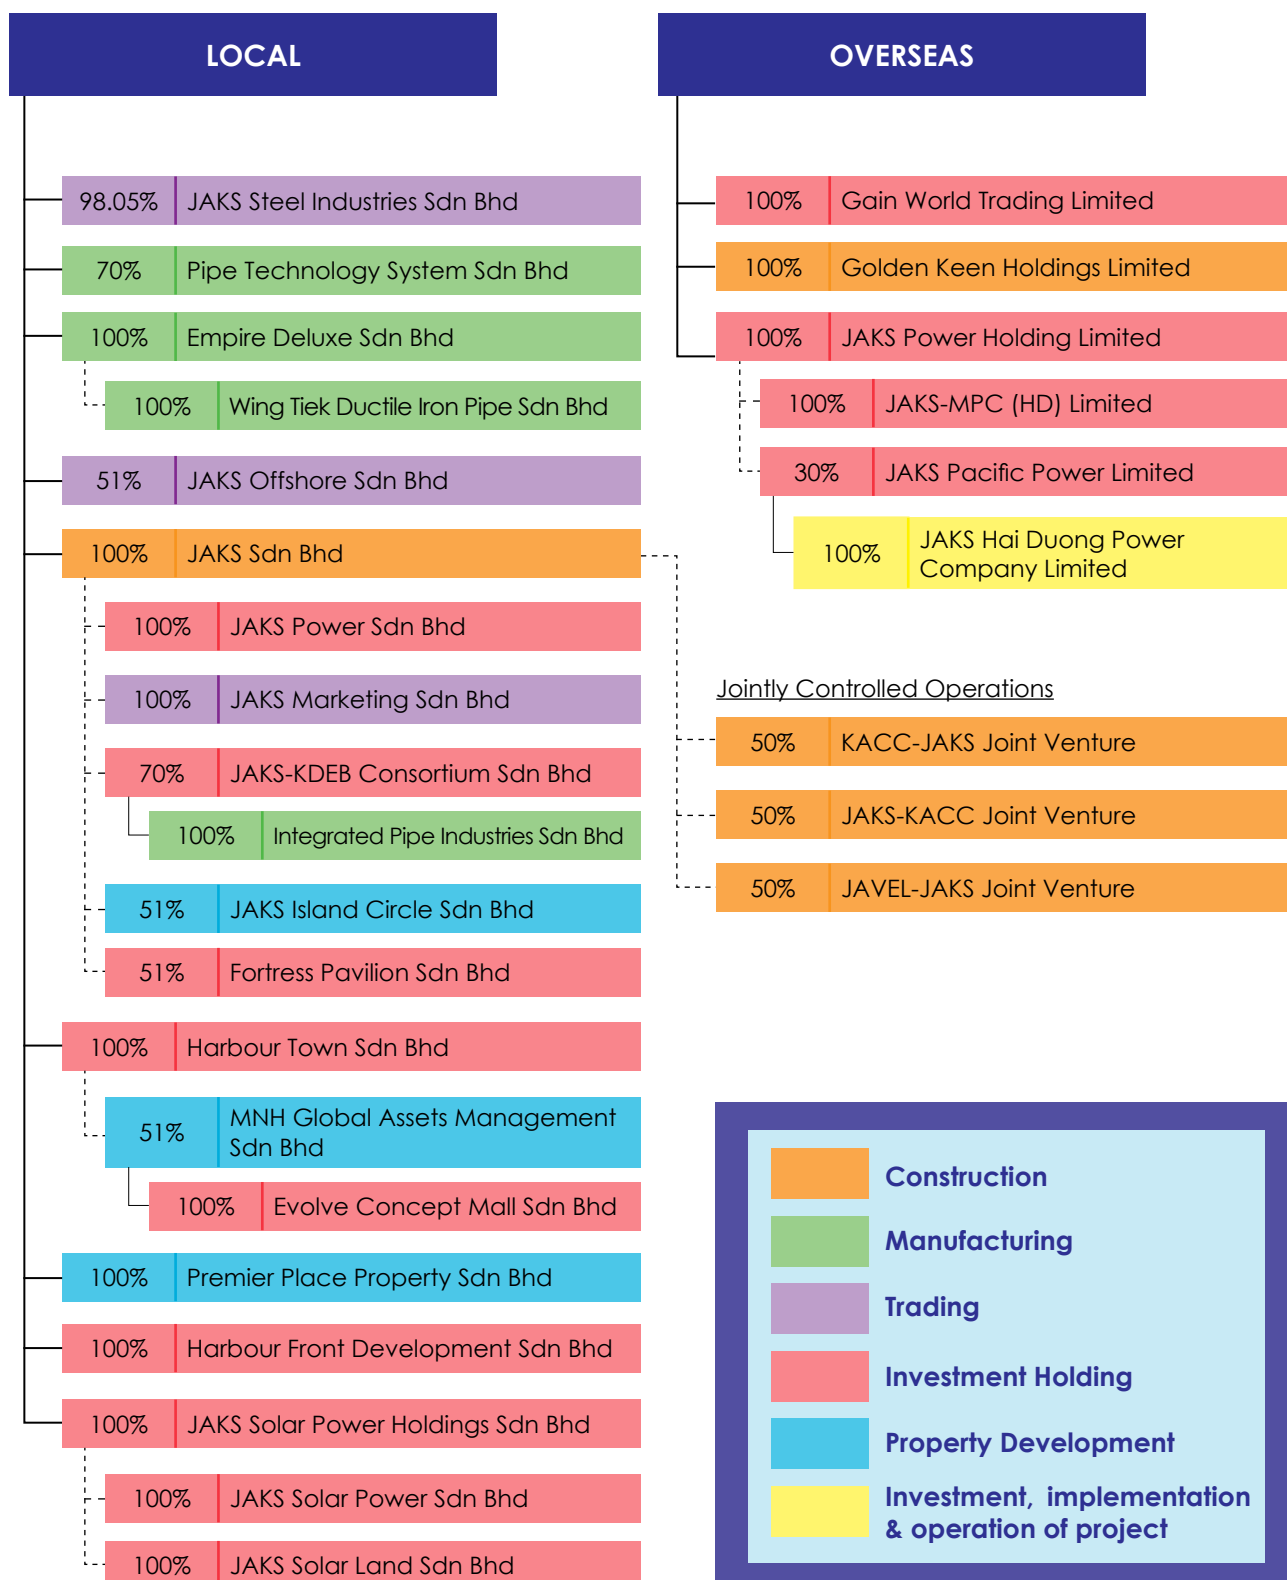 LOCAL
98.05% JAKS Steel Industries Sdn Bhd
70% Pipe Technology System Sdn Bhd
100% Empire Deluxe Sdn Bhd
100% Wing Tiek Ductile Iron Pipe Sdn Bhd
51% JAKS Offshore Sdn Bhd
100% JAKS Sdn Bhd
100% JAKS Power Sdn Bhd
100% JAKS Marketing Sdn Bhd
70% JAKS-KDEB Consortium Sdn Bhd
100% Integrated Pipe Industries Sdn Bhd
51% JAKS Island Circle Sdn Bhd
51% Fortress Pavilion Sdn Bhd
100% Harbour Town Sdn Bhd
51% MNH Global Assets Management
Sdn Bhd
100% Evolve Concept Mall Sdn Bhd
100% Premier Place Property Sdn Bhd
100% Harbour Front Development Sdn Bhd
100% JAKS Solar Power Holdings Sdn Bhd
100% JAKS Solar Power Sdn Bhd
100% JAKS Solar Land Sdn Bhd
OVERSEAS
100% Gain World Trading Limited
100% Golden Keen Holdings Limited
100% JAKS Power Holding Limited
100% JAKS-MPC (HD) Limited
30% JAKS Pacific Power Limited
100% JAKS Hai Duong Power
Company Limited
Jointly Controlled Operations
50% KACC-JAKS Joint Venture
50% JAKS-KACC Joint Venture
50% JAVEL-JAKS Joint Venture
Construction
Manufacturing
Trading
Investment Holding
Property Development
Investment, implementation
& operation of project